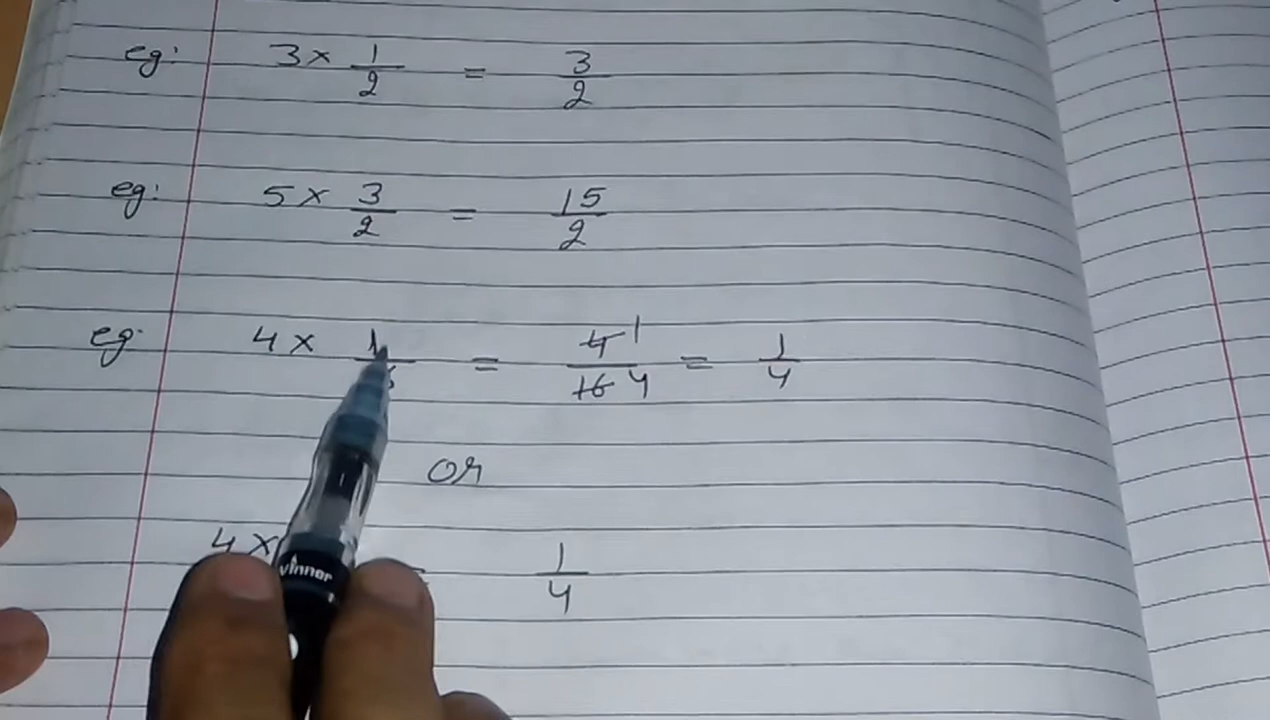 eg: 3 × 1/2 = 3/2
eg: 5 × 3/2 = 15/2
eg. 4 × 1/ = 4 1/16 4 = 1/4
or
4 × = 1/4
vinner